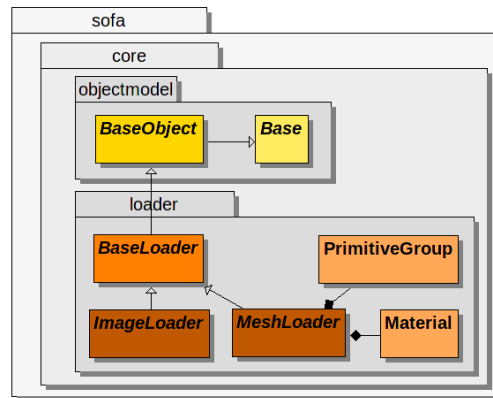 sofa
core
objectmodel
BaseObject
Base
loader
BaseLoader
PrimitiveGroup
ImageLoader
MeshLoader
Material